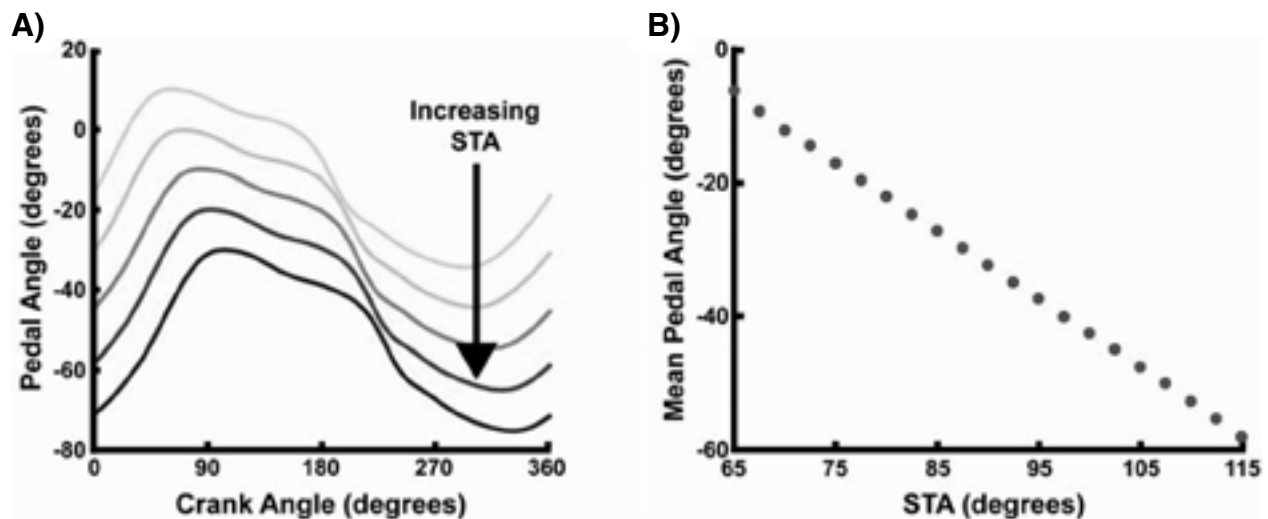 A)
20
0
-20
-40
-60
-80
Pedal Angle (degrees)
Increasing
STA
0 90 180 270 360
Crank Angle (degrees)
B)
0
-20
-40
-60
Mean Pedal Angle (degrees)
65 75 85 95 105 115
STA (degrees)